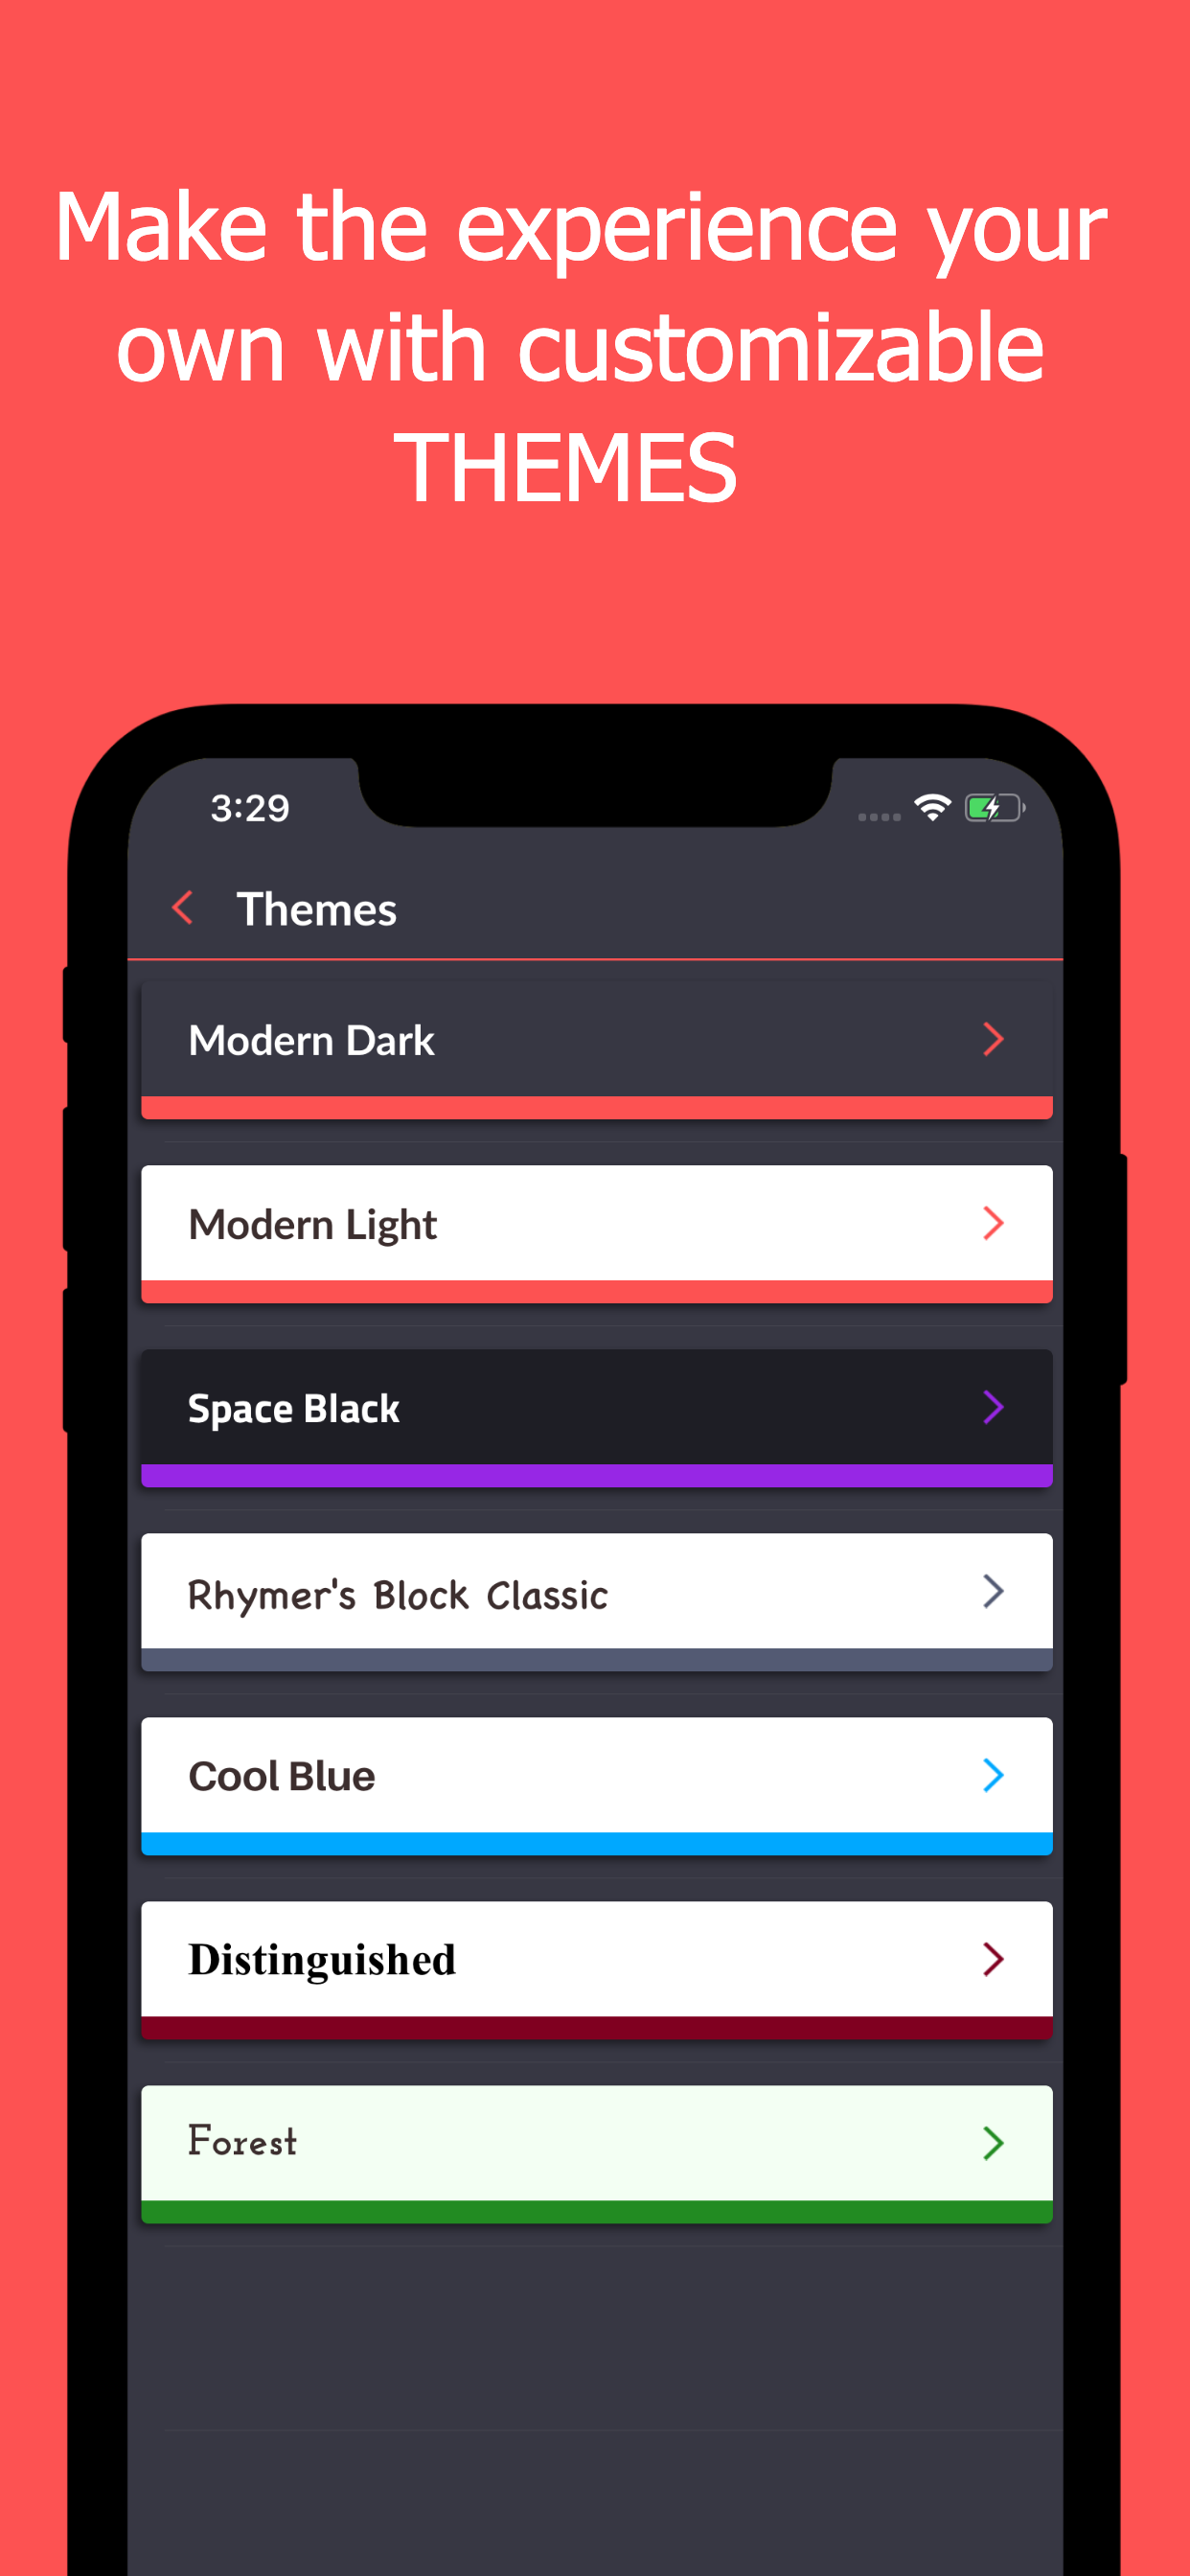 Make the experience your
own with customizable
THEMES
3:29
Themes
Modern Dark
Modern Light
Space Black
Rhymer's Block Classic
Cool Blue
Distinguished
Forest